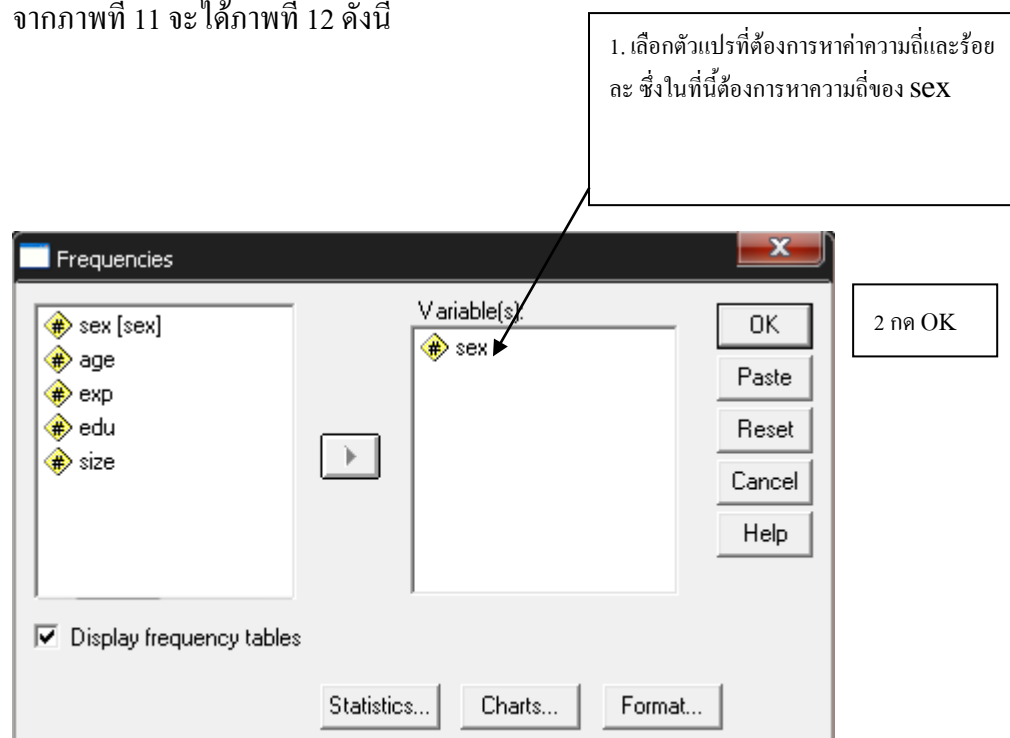 จากภาพที่ 11 จะได้ภาพที่ 12 ดังนี้
1. เลือกตัวแปรที่ต้องการหาค่าความถี่และร้อย
ละ ซึ่งในที่นี้ต้องการหาความถี่ของ sex
Frequencies
x
sex [sex]
age
exp
edu
size
Variable(s):
sex
OK
Paste
Reset
Cancel
Help
2 กด OK
Display frequency tables
Statistics...
Charts...
Format...